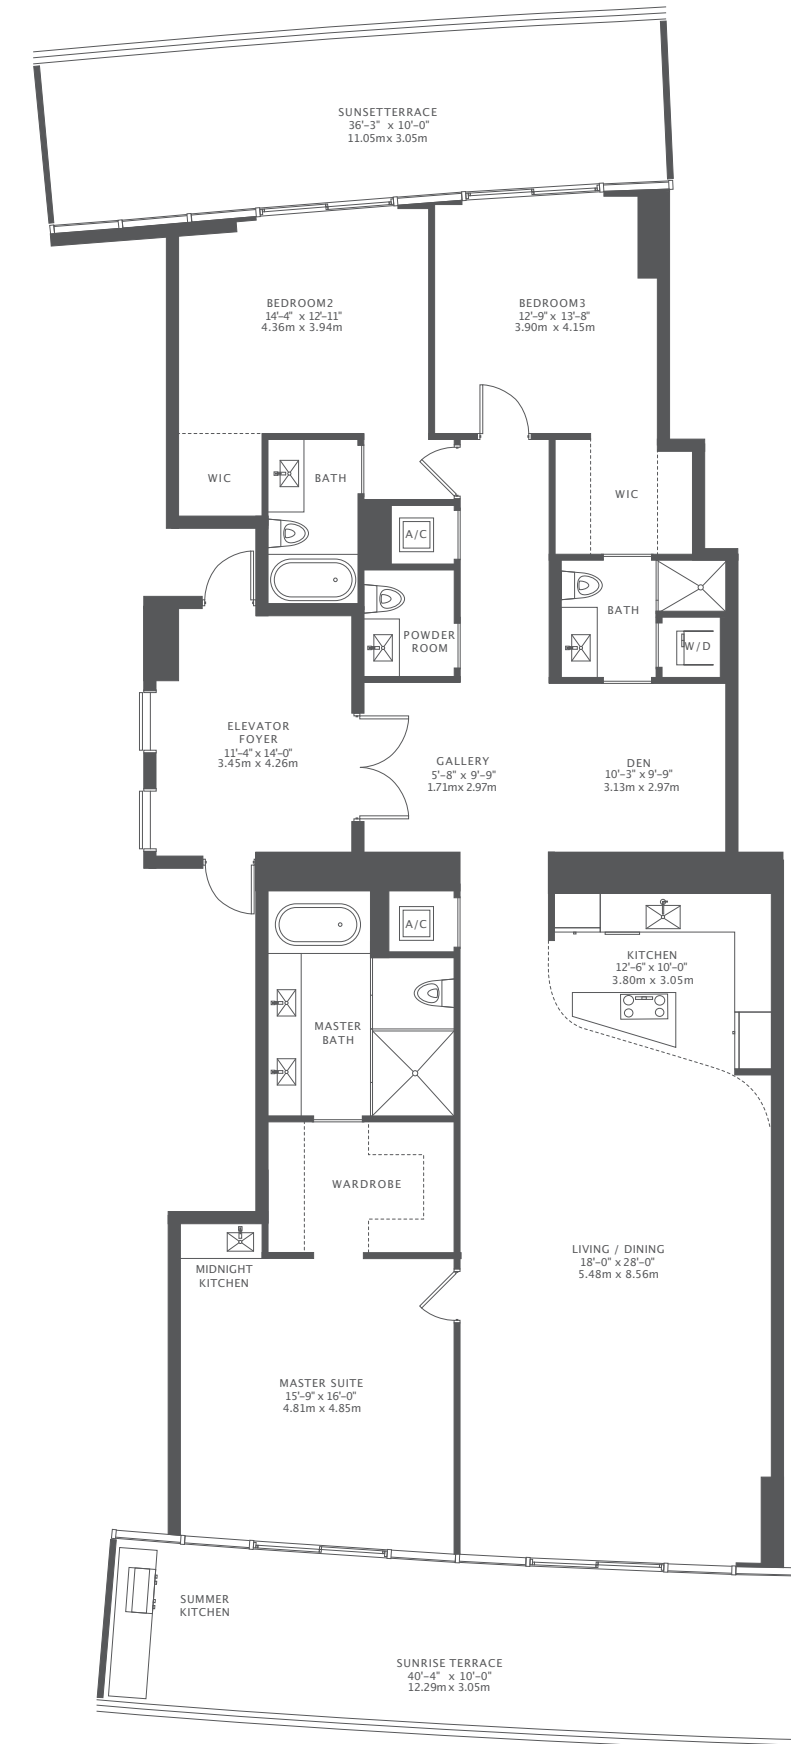 SUNSETTERRACE
36'-3" x 10'-0"
11.05m x 3.05m
BEDROOM2
14'-4" x 12'-11"
4.36m x 3.94m
BEDROOM3
12'-9" x 13'-8"
3.90m x 4.15m
WIC
BATH
WIC
A/C
BATH
POWDER
ROOM
W/D
ELEVATOR
FOYER
11'-4" x 14'-0"
3.45m x 4.26m
GALLERY
5'-8" x 9'-9"
1.71m x 2.97m
DEN
10'-3" x 9'-9"
3.13m x 2.97m
A/C
KITCHEN
12'-6" x 10'-0"
3.80m x 3.05m
MASTER
BATH
WARDROBE
MIDNIGHT
KITCHEN
LIVING / DINING
18'-0" x 28'-0"
5.48m x 8.56m
MASTER SUITE
15'-9" x 16'-0"
4.81m x 4.85m
SUMMER
KITCHEN
SUNRISE TERRACE
40'-4" x 10'-0"
12.29m x 3.05m